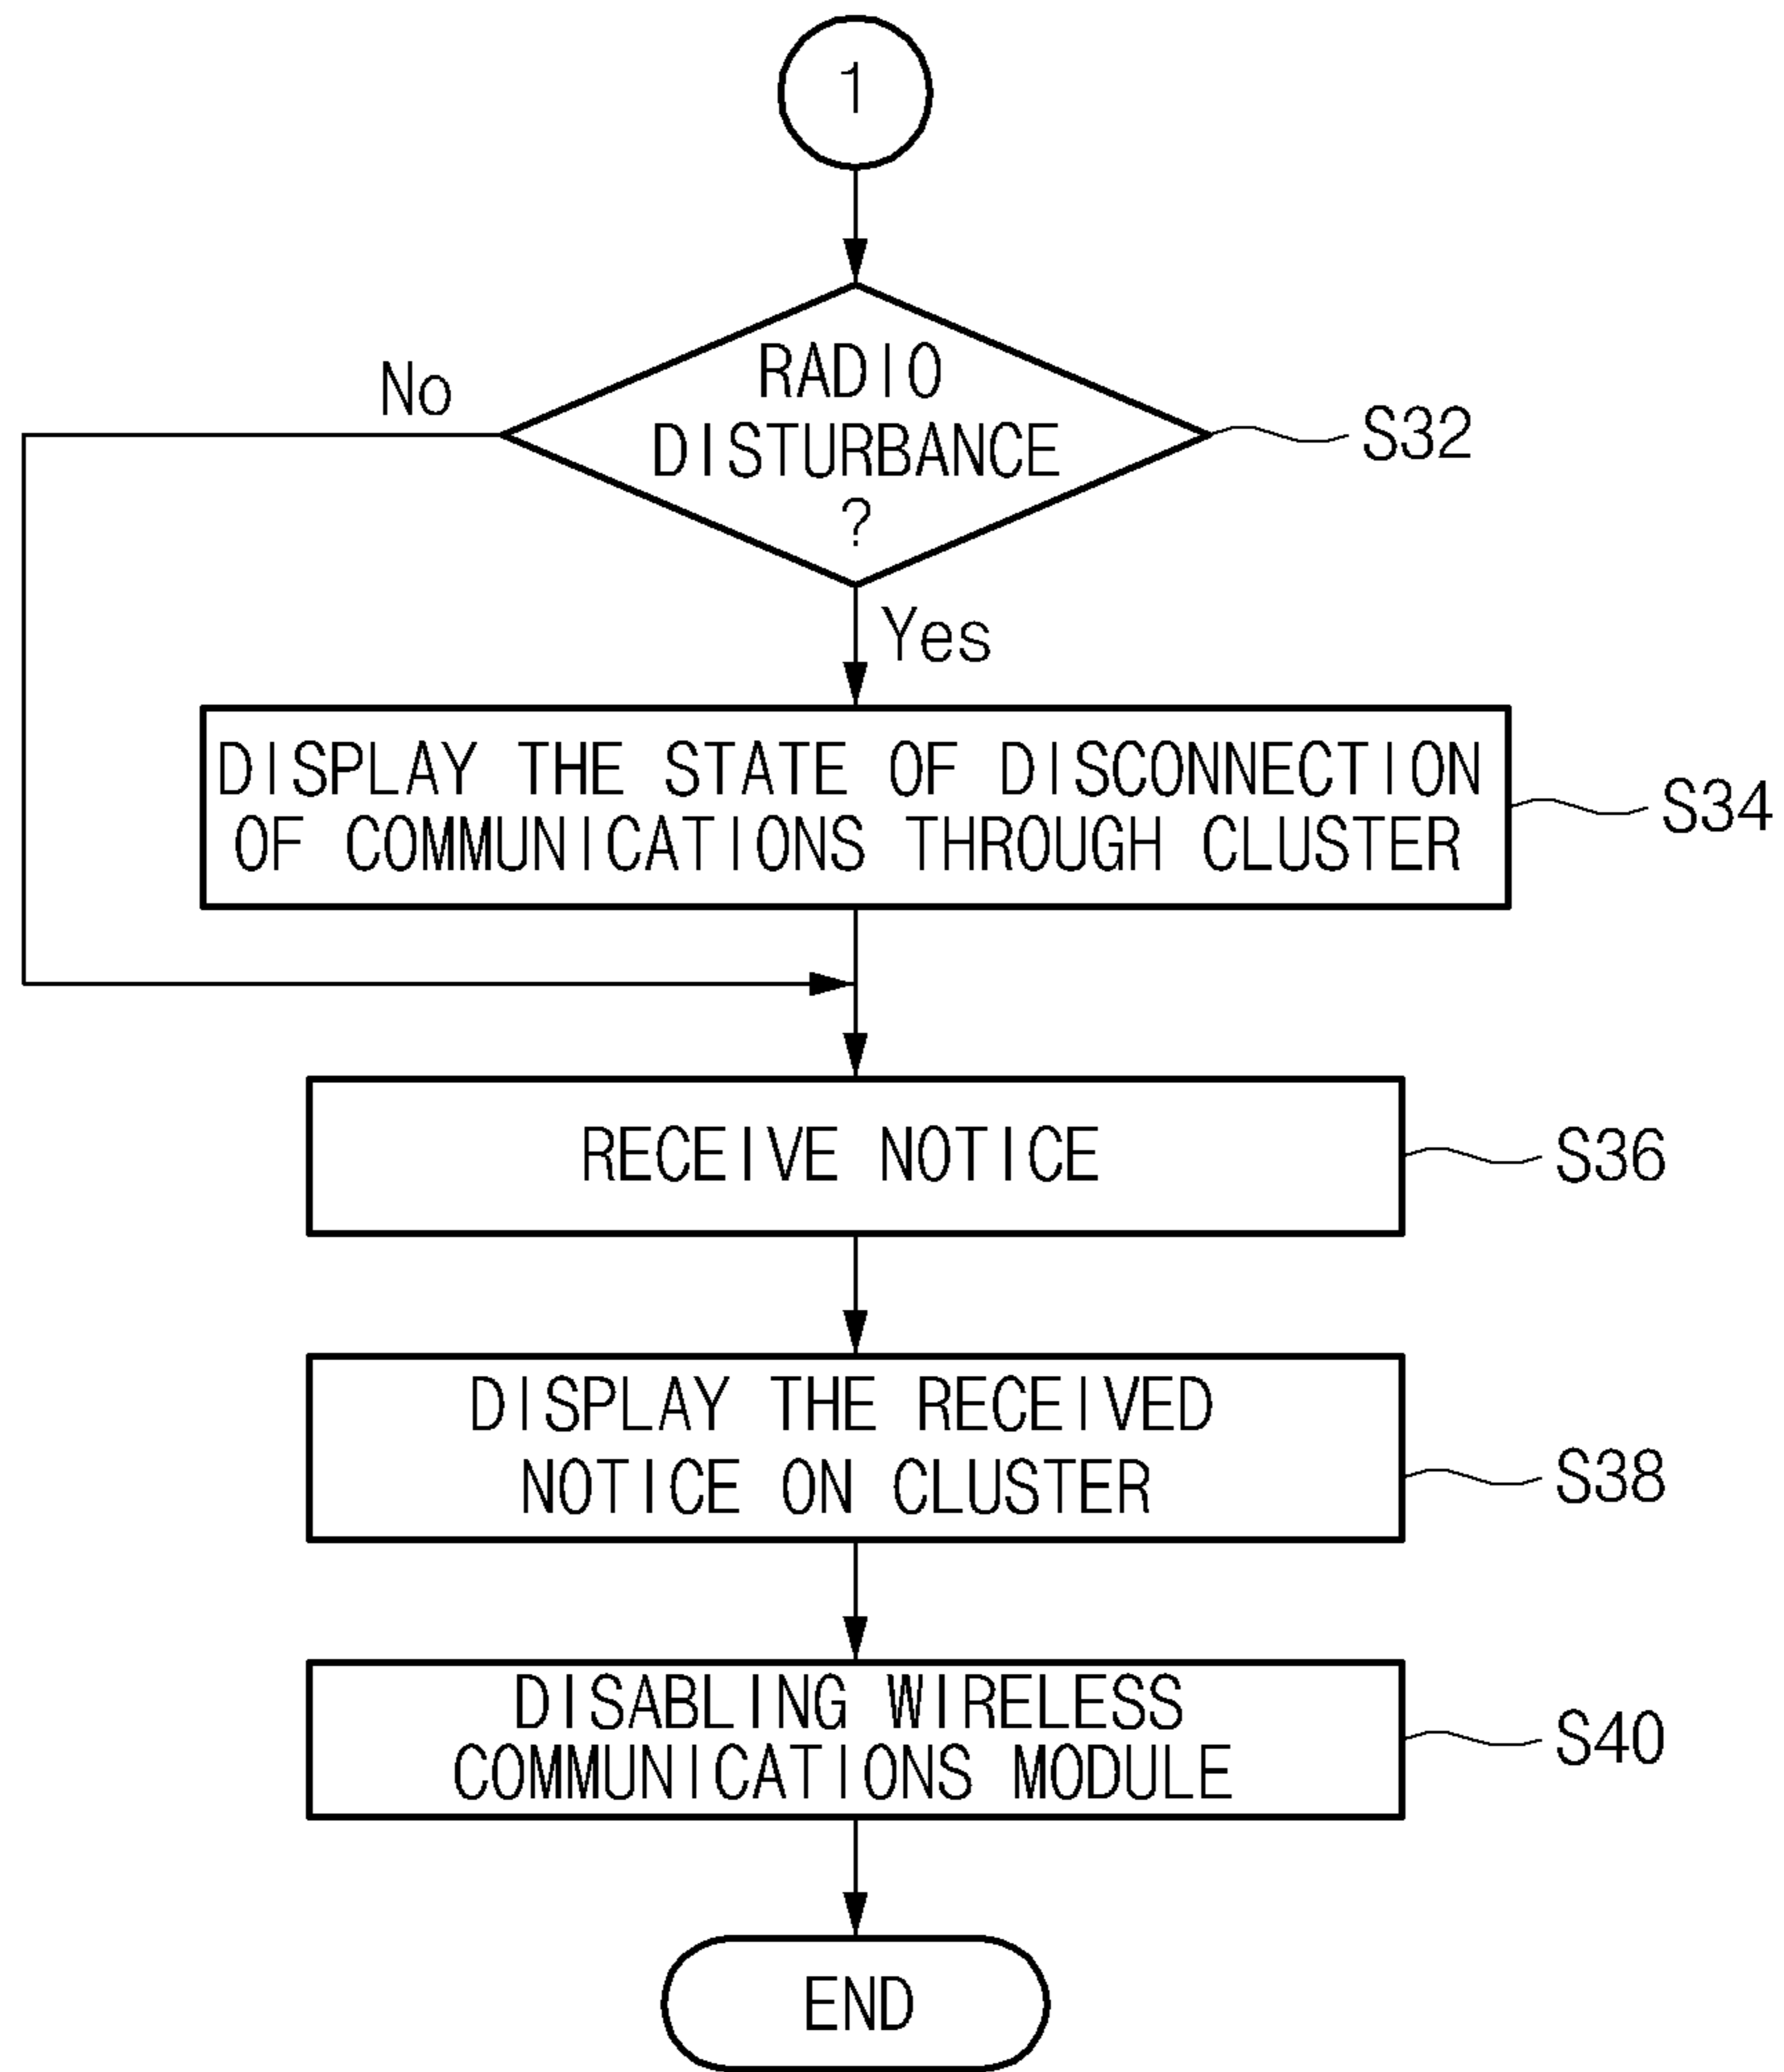 1
RADIO
DISTURBANCE
?
No
S32
Yes
DISPLAY THE STATE OF DISCONNECTION
OF COMMUNICATIONS THROUGH CLUSTER
S34
RECEIVE NOTICE
S36
DISPLAY THE RECEIVED
NOTICE ON CLUSTER
S38
DISABLING WIRELESS
COMMUNICATIONS MODULE
S40
END